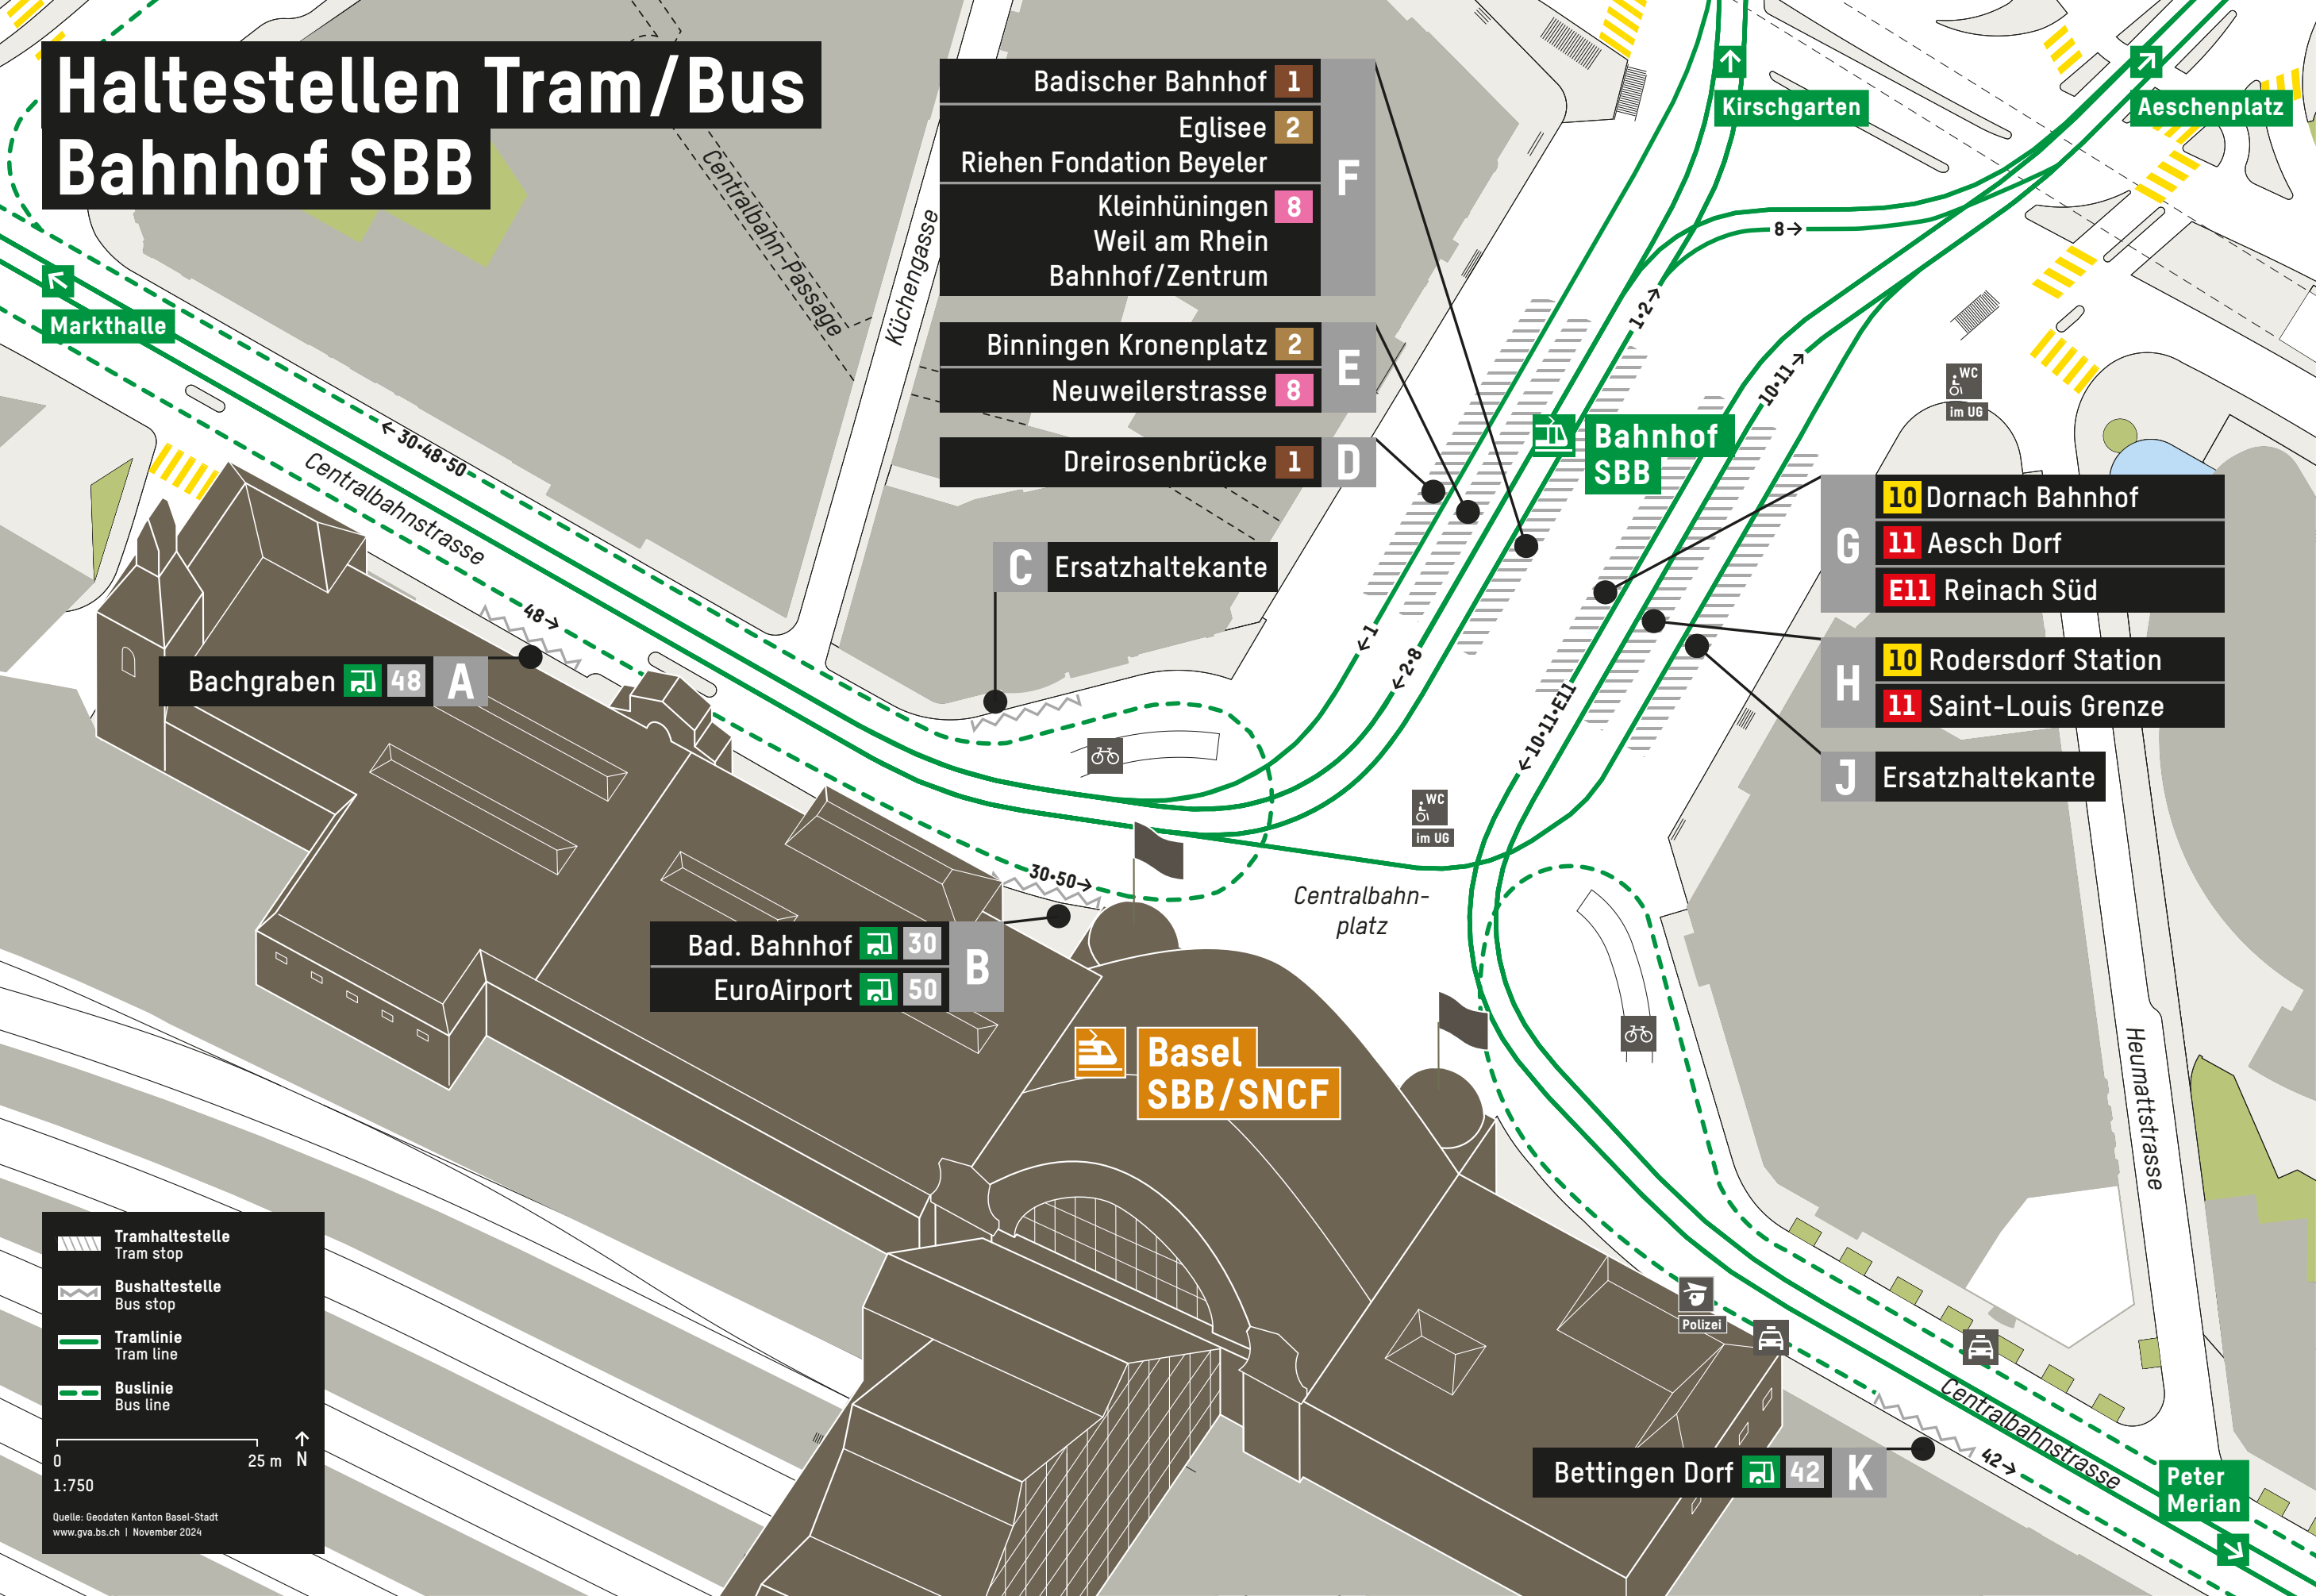 Haltestellen Tram/Bus
Bahnhof SBB
Markthalle
Kirschgarten
Aeschenplatz
Centralbahn-Passage
Küchengasse
Badischer Bahnhof 1
Eglisee 2
Riehen Fondation Beyeler
Kleinhüningen 8
Weil am Rhein
Bahnhof/Zentrum
F
Binningen Kronenplatz 2
Neuweilerstrasse 8
E
Dreirosenbrücke 1
D
C Ersatzhaltekante
8→
1•2→
10•11→
WC
im UG
Bahnhof
SBB
G
10 Dornach Bahnhof
11 Aesch Dorf
E11 Reinach Süd
H
10 Rodersdorf Station
11 Saint-Louis Grenze
J Ersatzhaltekante
←30•48•50
Centralbahnstrasse
48→
Bachgraben 48 A
←1
←2•8
←10•11•E11
WC
im UG
30•50→
Centralbahn-
platz
Bad. Bahnhof 30
EuroAirport 50
B
Basel
SBB/SNCF
Heumattstrasse
Polizei
Centralbahnstrasse
42→
Bettingen Dorf 42 K
Peter
Merian
Tramhaltestelle
Tram stop
Bushaltestelle
Bus stop
Tramlinie
Tram line
Buslinie
Bus line
0 25 m N
1:750
Quelle: Geodaten Kanton Basel-Stadt
www.gva.bs.ch | November 2024